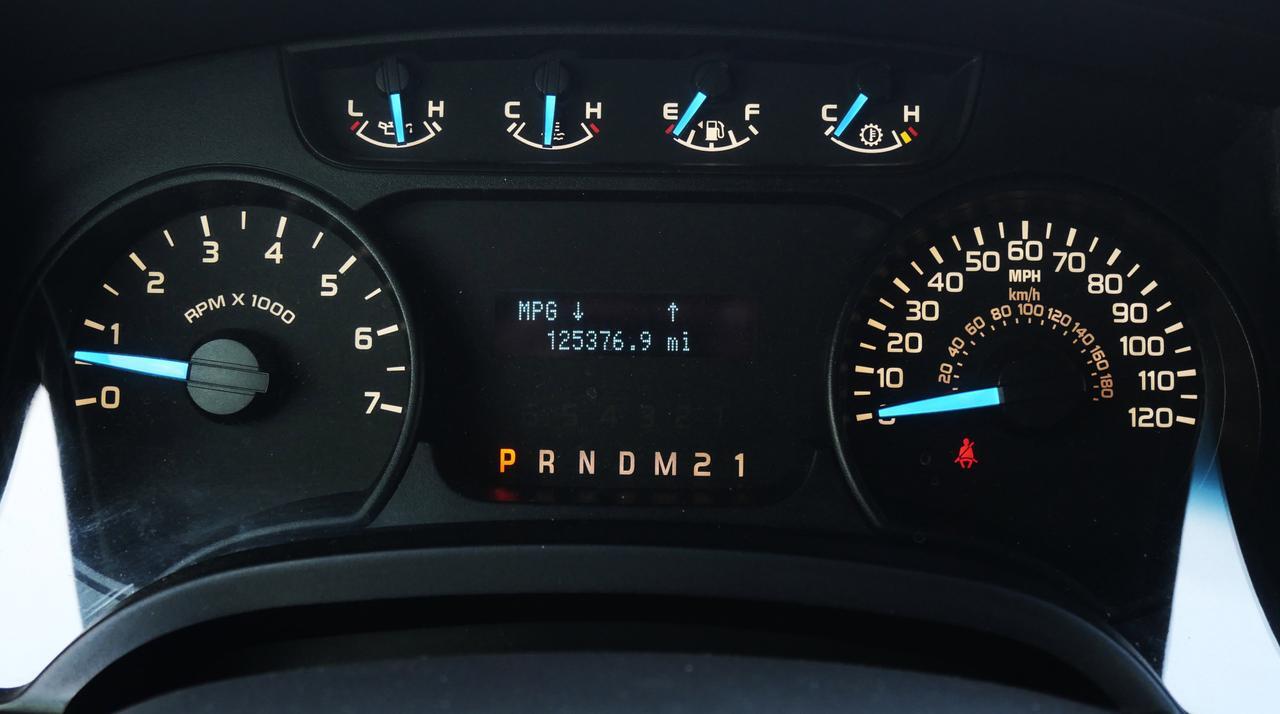 L H C H E F C H
RPM X 1000
0 1 2 3 4 5 6 7
MPG ↓ ↑
125376.9 mi
P R N D M 2 1
0 10 20 30 40 50 60 70 80 90 100 110 120
MPH
km/h
20 40 60 80 100 120 140 160 180